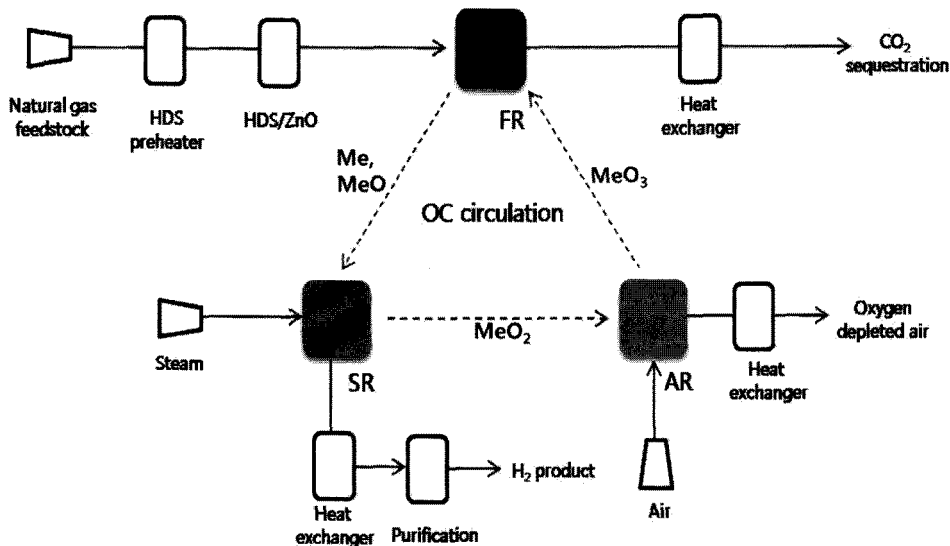 Natural gas
feedstock
HDS
preheater
HDS/ZnO
FR
Heat
exchanger
CO₂
sequestration
Me,
MeO
MeO₃
OC circulation
Steam
SR
MeO₂
AR
Heat
exchanger
Oxygen
depleted air
Heat
exchanger
Purification
H₂ product
Air